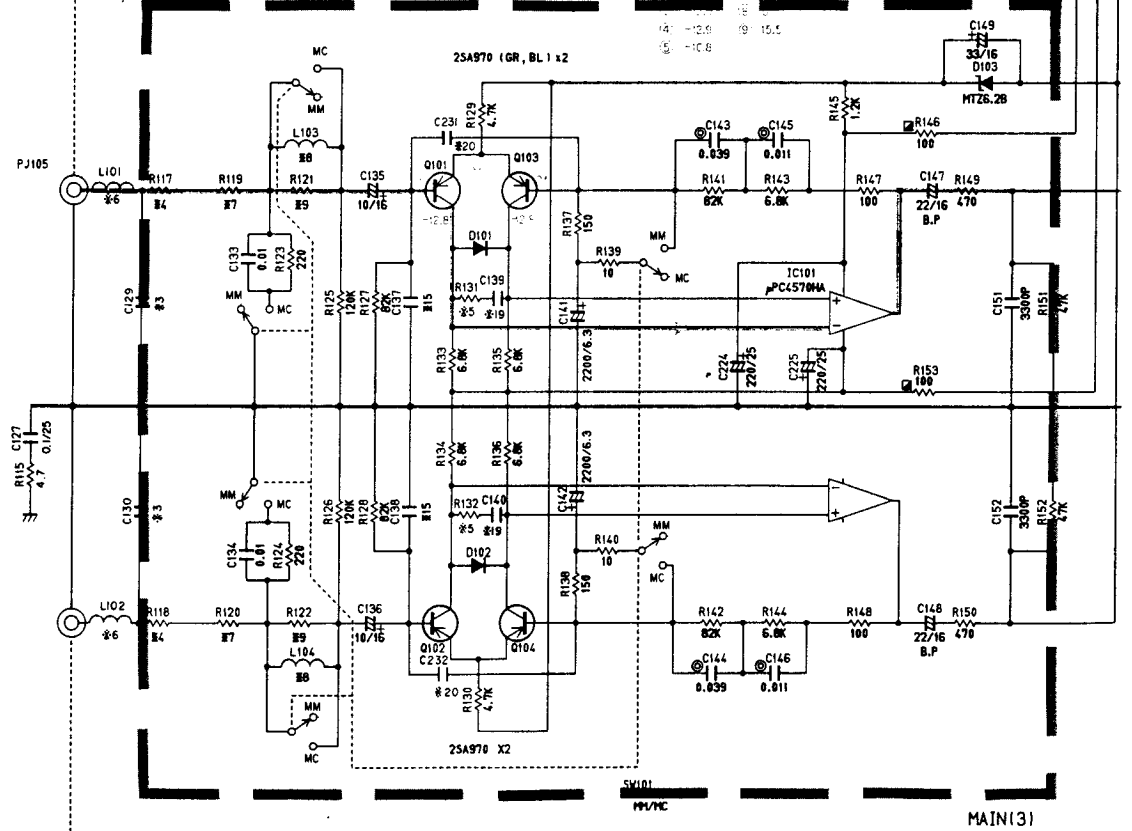 (4) -12.9 (9) 15.5
(5) -10.8
C149
33/16
D103
MTZ6.2B
MC
MM
2SA970 (GR, BL) x2
R129 4.7K
C231
※20
R145 1.2K
R146
100
C143
0.039
C145
0.011
L103
※8
PJ105
L101
※6
R117
※4
R119
※7
R121
※9
C135
10/16
Q101
Q103
-12.8
-12.9
R141
82K
R143
6.8K
R147
100
C147
22/16
B.P
R149
470
R137 150
D101
MM
MC
R139
10
C133 0.01
R123 220
MM
MC
C129
※3
R125 120K
R127 82K
C137
※15
R131
※5
C139
※19
C141 2200/6.3
IC101
μPC4570HA
+
−
C151 3300P
R151 47K
R133 6.8K
R135 6.8K
C224 220/25
C225 220/25
R153
100
C127 0.1/25
R115 4.7
R134 6.8K
R136 6.8K
C142 2200/6.3
C130
※3
MM
MC
R126 120K
R128 82K
C138
※15
R132
※5
C140
※19
−
+
C152 3300P
R152 47K
C134 0.01
R124 220
D102
MM
MC
R140
10
R138 150
L102
※6
R118
※4
R120
※7
R122
※9
C136
10/16
Q102
Q104
R142
82K
R144
6.8K
R148
100
C148
22/16
B.P
R150
470
L104
※8
C232
※20
C144
0.039
C146
0.011
R130 4.7K
MM
MC
2SA970 X2
SW101
MM/MC
MAIN(3)